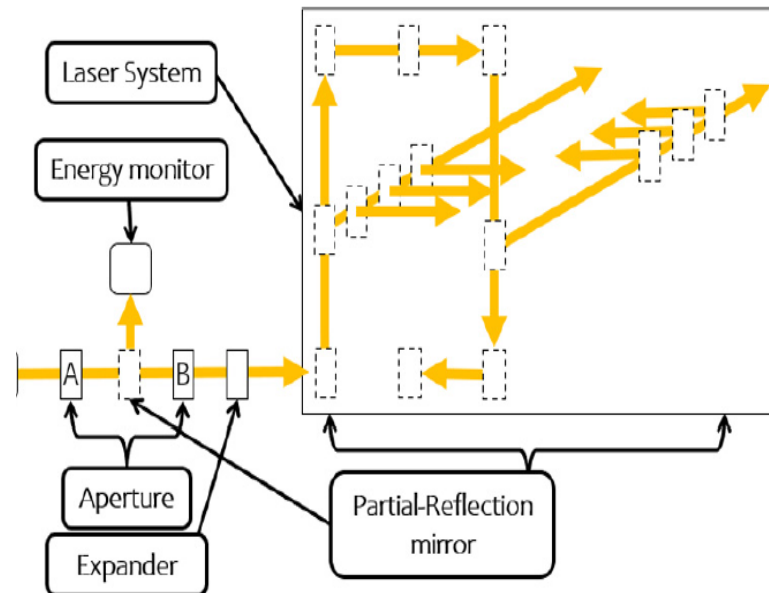 Laser System
Energy monitor
A
B
Aperture
Expander
Partial-Reflection
mirror